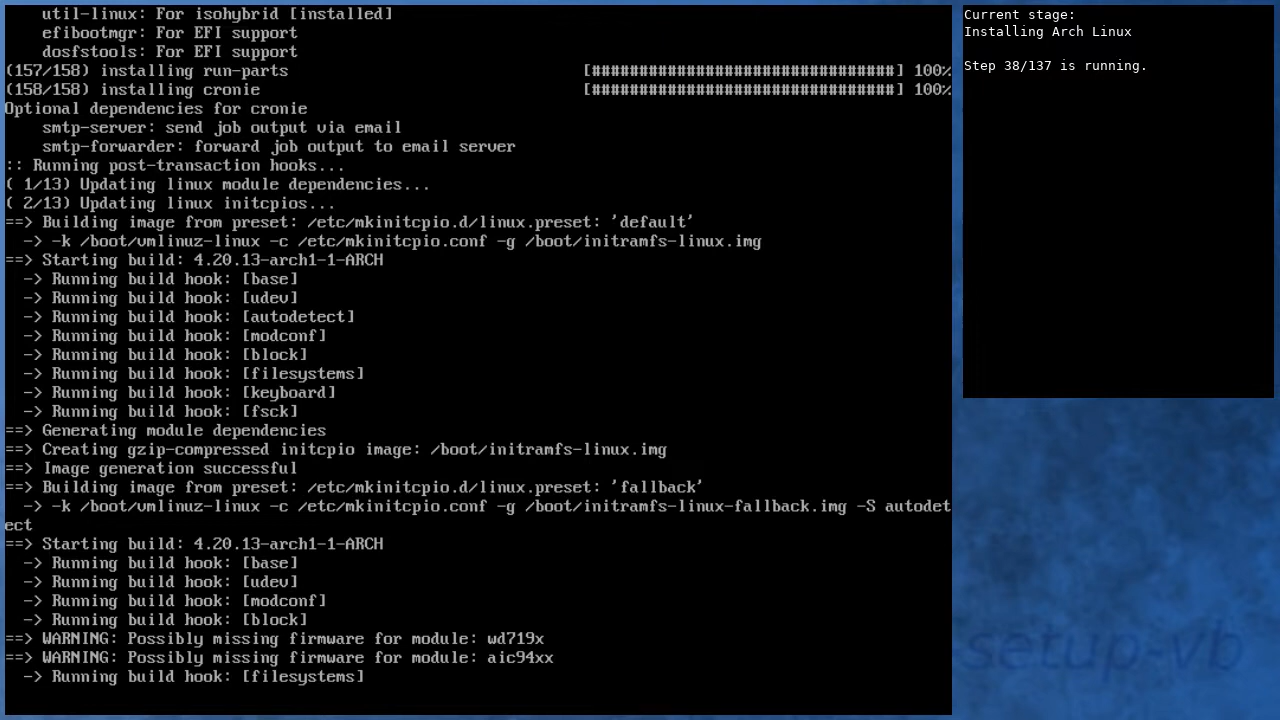 util-linux: For isohybrid [installed]
    efibootmgr: For EFI support
    dosfstools: For EFI support
(157/158) installing run-parts                               [################################] 100%
(158/158) installing cronie                                  [################################] 100%
Optional dependencies for cronie
    smtp-server: send job output via email
    smtp-forwarder: forward job output to email server
:: Running post-transaction hooks...
( 1/13) Updating linux module dependencies...
( 2/13) Updating linux initcpios...
==> Building image from preset: /etc/mkinitcpio.d/linux.preset: 'default'
  -> -k /boot/vmlinuz-linux -c /etc/mkinitcpio.conf -g /boot/initramfs-linux.img
==> Starting build: 4.20.13-arch1-1-ARCH
  -> Running build hook: [base]
  -> Running build hook: [udev]
  -> Running build hook: [autodetect]
  -> Running build hook: [modconf]
  -> Running build hook: [block]
  -> Running build hook: [filesystems]
  -> Running build hook: [keyboard]
  -> Running build hook: [fsck]
==> Generating module dependencies
==> Creating gzip-compressed initcpio image: /boot/initramfs-linux.img
==> Image generation successful
==> Building image from preset: /etc/mkinitcpio.d/linux.preset: 'fallback'
  -> -k /boot/vmlinuz-linux -c /etc/mkinitcpio.conf -g /boot/initramfs-linux-fallback.img -S autodet
ect
==> Starting build: 4.20.13-arch1-1-ARCH
  -> Running build hook: [base]
  -> Running build hook: [udev]
  -> Running build hook: [modconf]
  -> Running build hook: [block]
==> WARNING: Possibly missing firmware for module: wd719x
==> WARNING: Possibly missing firmware for module: aic94xx
  -> Running build hook: [filesystems]
Current stage:
Installing Arch Linux
Step 38/137 is running.
setup-vb